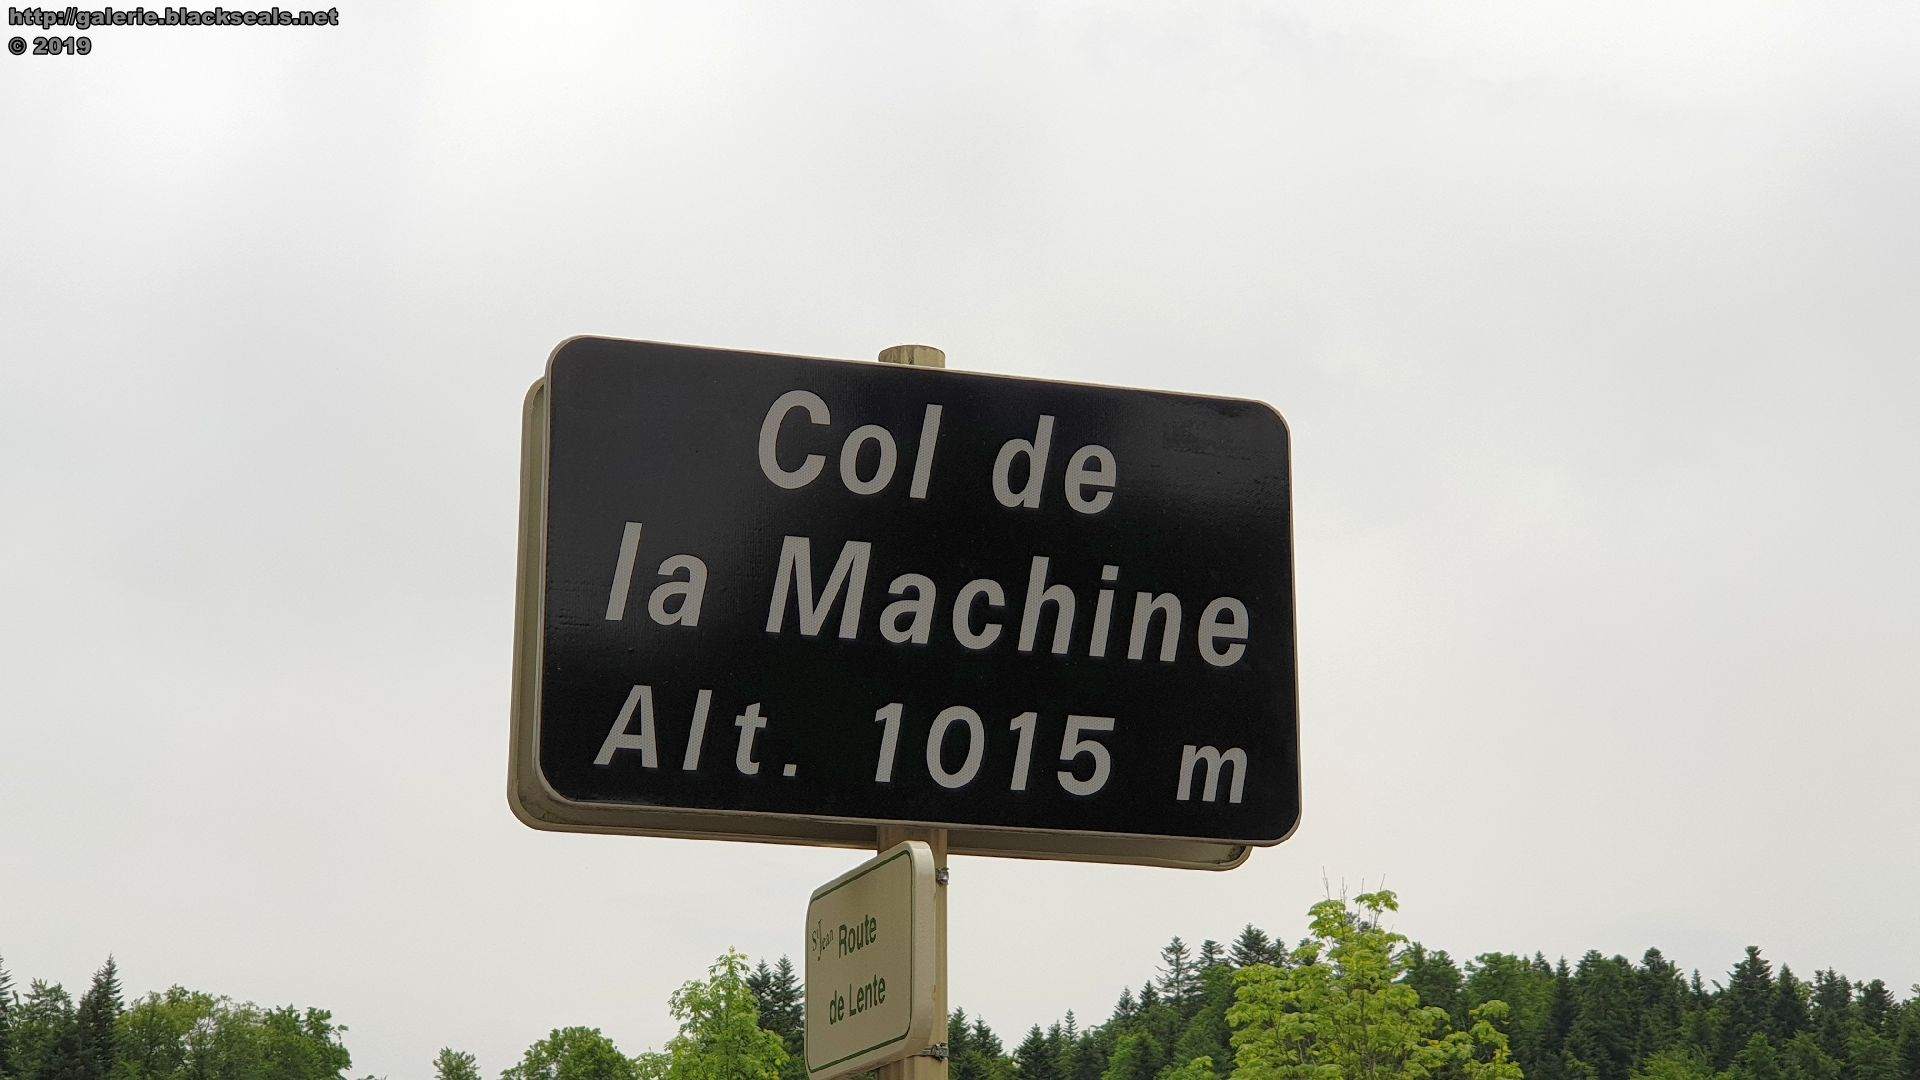 http://galerie.blackseals.net
© 2019
Col de
la Machine
Alt. 1015 m
St Jean Route
de Lente